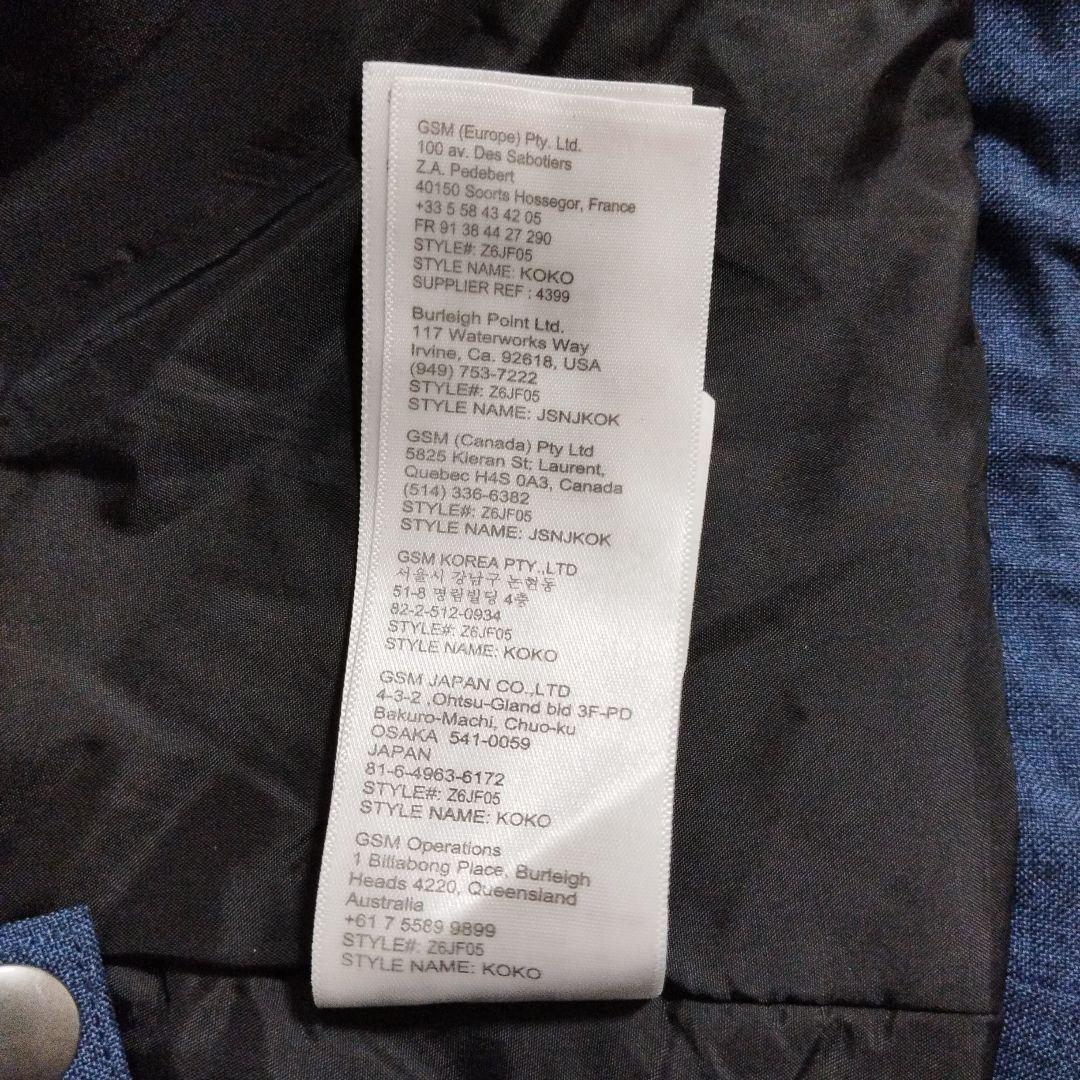 GSM (Europe) Pty. Ltd.
100 av. Des Sabotiers
Z.A. Pedebert
40150 Soorts Hossegor, France
+33 5 58 43 42 05
FR 91 38 44 27 290
STYLE#: Z6JF05
STYLE NAME: KOKO
SUPPLIER REF : 4399
Burleigh Point Ltd.
117 Waterworks Way
Irvine, Ca. 92618, USA
(949) 753-7222
STYLE#: Z6JF05
STYLE NAME: JSNJKOK
GSM (Canada) Pty Ltd
5825 Kieran St; Laurent,
Quebec H4S 0A3, Canada
(514) 336-6382
STYLE#: Z6JF05
STYLE NAME: JSNJKOK
GSM KOREA PTY.,LTD
서울시 강남구 논현동
51-8 명림빌딩 4층
82-2-512-0934
STYLE#: Z6JF05
STYLE NAME: KOKO
GSM JAPAN CO.,LTD
4-3-2 ,Ohtsu-Gland bld 3F-PD
Bakuro-Machi, Chuo-ku
OSAKA 541-0059
JAPAN
81-6-4963-6172
STYLE#: Z6JF05
STYLE NAME: KOKO
GSM Operations
1 Billabong Place, Burleigh
Heads 4220, Queensland
Australia
+61 7 5589 9899
STYLE#: Z6JF05
STYLE NAME: KOKO